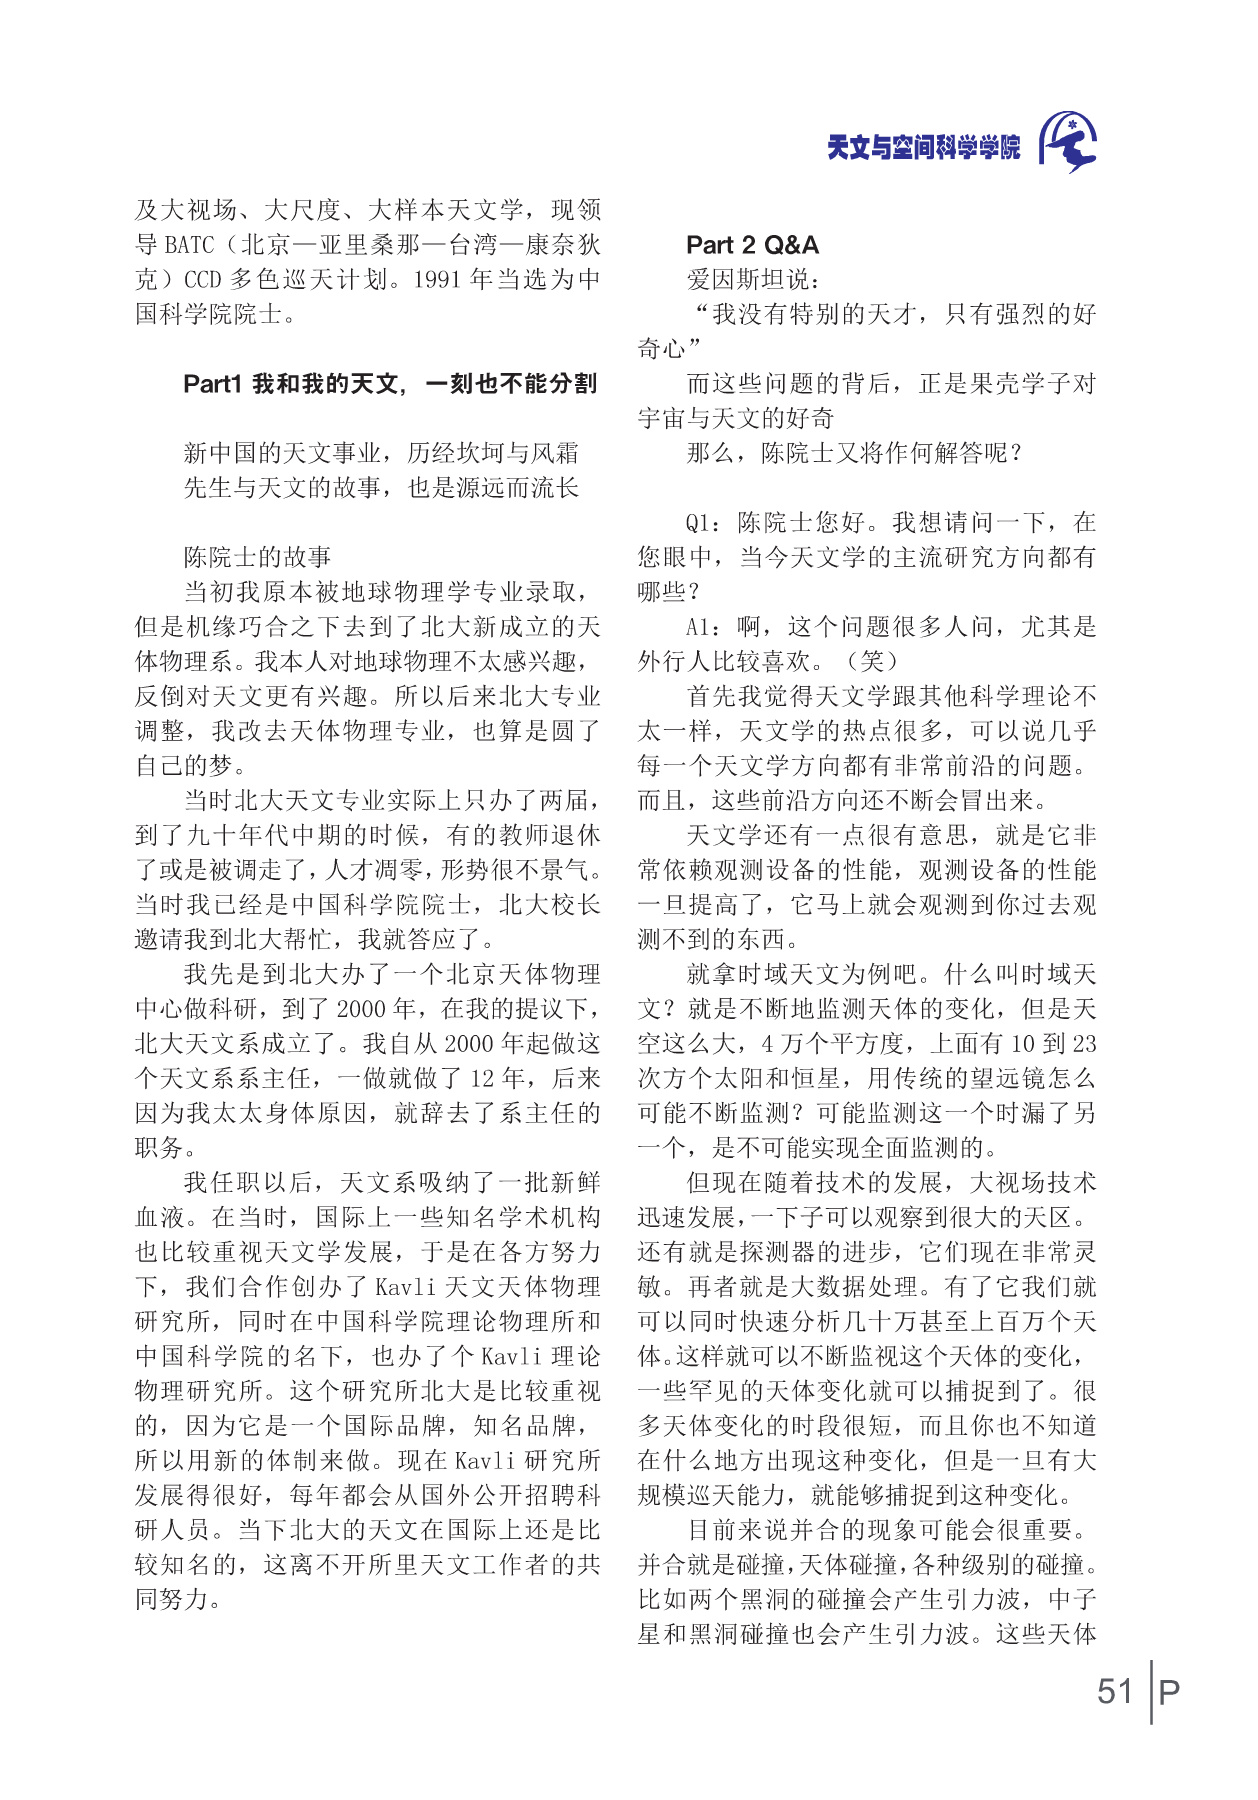 天文与空间科学学院
及大视场、大尺度、大样本天文学，现领
导 BATC（北京—亚里桑那—台湾—康奈狄
克）CCD 多色巡天计划。1991 年当选为中
国科学院院士。
Part1 我和我的天文，一刻也不能分割
新中国的天文事业，历经坎坷与风霜
先生与天文的故事，也是源远而流长
陈院士的故事
当初我原本被地球物理学专业录取，
但是机缘巧合之下去到了北大新成立的天
体物理系。我本人对地球物理不太感兴趣，
反倒对天文更有兴趣。所以后来北大专业
调整，我改去天体物理专业，也算是圆了
自己的梦。
当时北大天文专业实际上只办了两届，
到了九十年代中期的时候，有的教师退休
了或是被调走了，人才凋零，形势很不景气。
当时我已经是中国科学院院士，北大校长
邀请我到北大帮忙，我就答应了。
我先是到北大办了一个北京天体物理
中心做科研，到了 2000 年，在我的提议下，
北大天文系成立了。我自从 2000 年起做这
个天文系系主任，一做就做了 12 年，后来
因为我太太身体原因，就辞去了系主任的
职务。
我任职以后，天文系吸纳了一批新鲜
血液。在当时，国际上一些知名学术机构
也比较重视天文学发展，于是在各方努力
下，我们合作创办了 Kavli 天文天体物理
研究所，同时在中国科学院理论物理所和
中国科学院的名下，也办了个 Kavli 理论
物理研究所。这个研究所北大是比较重视
的，因为它是一个国际品牌，知名品牌，
所以用新的体制来做。现在 Kavli 研究所
发展得很好，每年都会从国外公开招聘科
研人员。当下北大的天文在国际上还是比
较知名的，这离不开所里天文工作者的共
同努力。
Part 2 Q&A
爱因斯坦说：
“我没有特别的天才，只有强烈的好
奇心”
而这些问题的背后，正是果壳学子对
宇宙与天文的好奇
那么，陈院士又将作何解答呢？
Q1：陈院士您好。我想请问一下，在
您眼中，当今天文学的主流研究方向都有
哪些？
A1：啊，这个问题很多人问，尤其是
外行人比较喜欢。（笑）
首先我觉得天文学跟其他科学理论不
太一样，天文学的热点很多，可以说几乎
每一个天文学方向都有非常前沿的问题。
而且，这些前沿方向还不断会冒出来。
天文学还有一点很有意思，就是它非
常依赖观测设备的性能，观测设备的性能
一旦提高了，它马上就会观测到你过去观
测不到的东西。
就拿时域天文为例吧。什么叫时域天
文？就是不断地监测天体的变化，但是天
空这么大，4 万个平方度，上面有 10 到 23
次方个太阳和恒星，用传统的望远镜怎么
可能不断监测？可能监测这一个时漏了另
一个，是不可能实现全面监测的。
但现在随着技术的发展，大视场技术
迅速发展，一下子可以观察到很大的天区。
还有就是探测器的进步，它们现在非常灵
敏。再者就是大数据处理。有了它我们就
可以同时快速分析几十万甚至上百万个天
体。这样就可以不断监视这个天体的变化，
一些罕见的天体变化就可以捕捉到了。很
多天体变化的时段很短，而且你也不知道
在什么地方出现这种变化，但是一旦有大
规模巡天能力，就能够捕捉到这种变化。
目前来说并合的现象可能会很重要。
并合就是碰撞，天体碰撞，各种级别的碰撞。
比如两个黑洞的碰撞会产生引力波，中子
星和黑洞碰撞也会产生引力波。这些天体
51 P